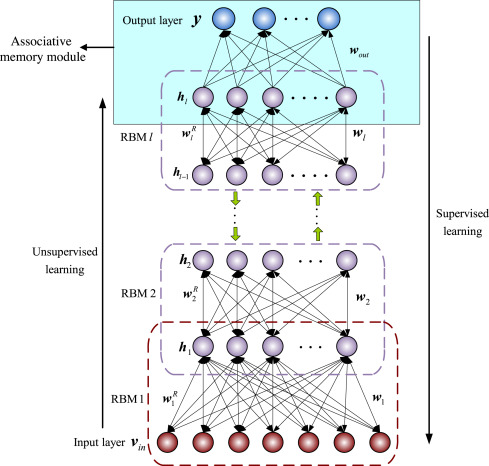 Output layer y
Associative
memory module
w_out
h_l
RBM l
w_l^R
w_l
h_{l-1}
Unsupervised
learning
Supervised
learning
h_2
RBM 2
w_2^R
w_2
h_1
RBM 1
w_1^R
w_1
Input layer v_in